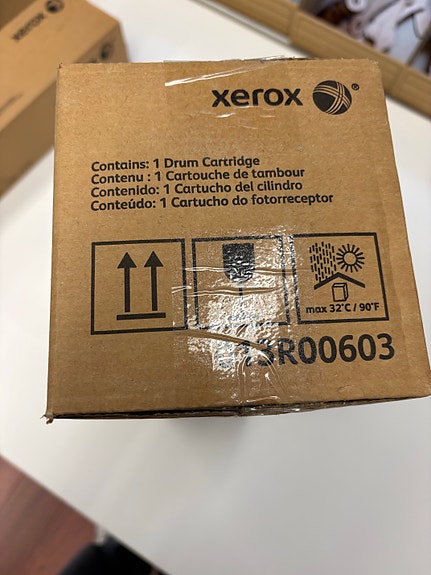 xerox®
Contains: 1 Drum Cartridge
Contenu : 1 Cartouche de tambour
Contenido: 1 Cartucho del cilindro
Conteúdo: 1 Cartucho do fotorreceptor
max 32°C / 90°F
013R00603